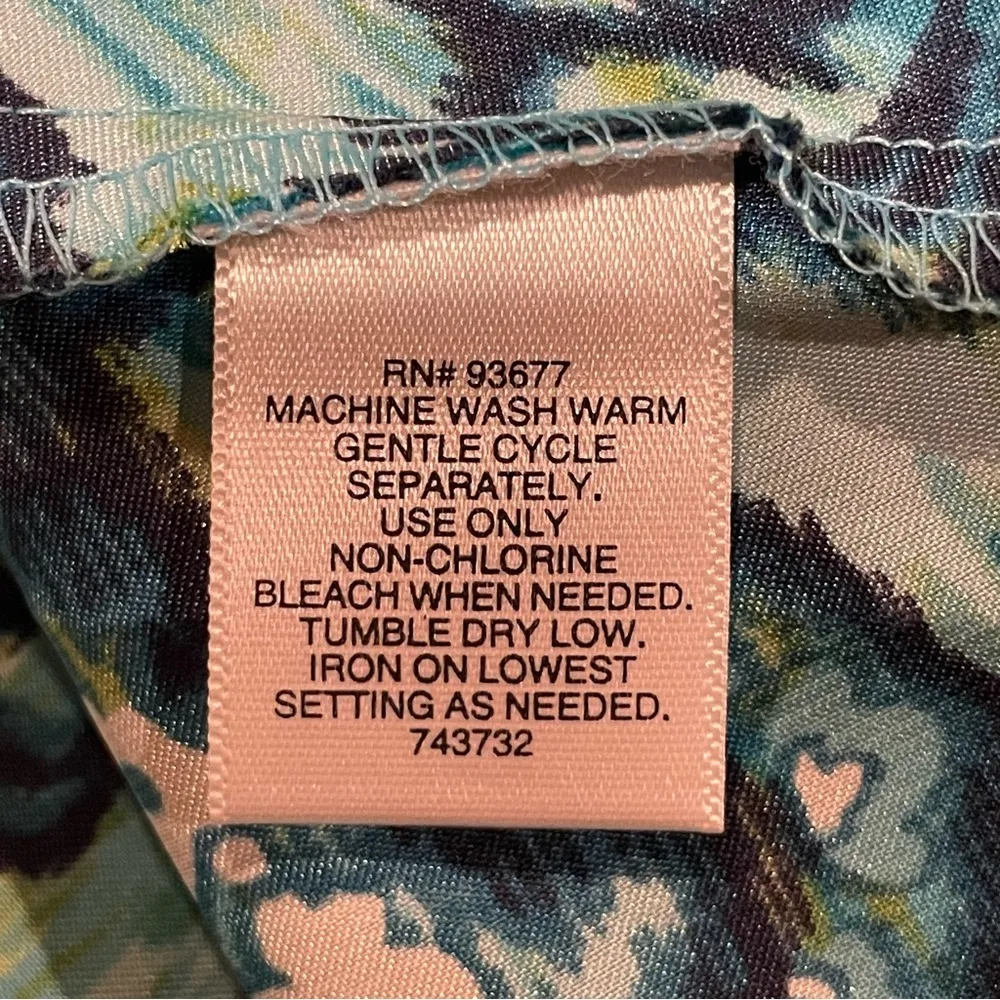 RN# 93677
MACHINE WASH WARM
GENTLE CYCLE
SEPARATELY.
USE ONLY
NON-CHLORINE
BLEACH WHEN NEEDED.
TUMBLE DRY LOW.
IRON ON LOWEST
SETTING AS NEEDED.
743732